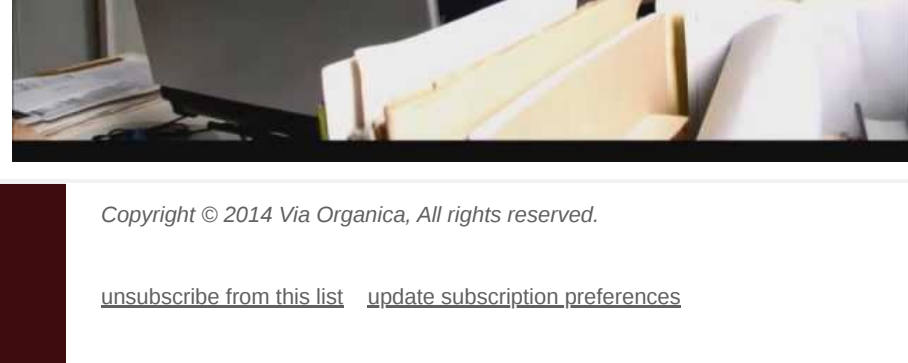 Copyright © 2014 Via Organica, All rights reserved.
unsubscribe from this list update subscription preferences